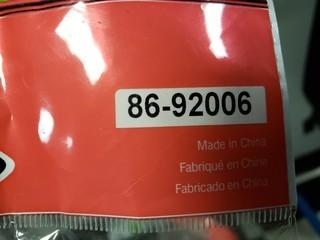 86-92006
Made in China
Fabriqué en Chine
Fabricado en China